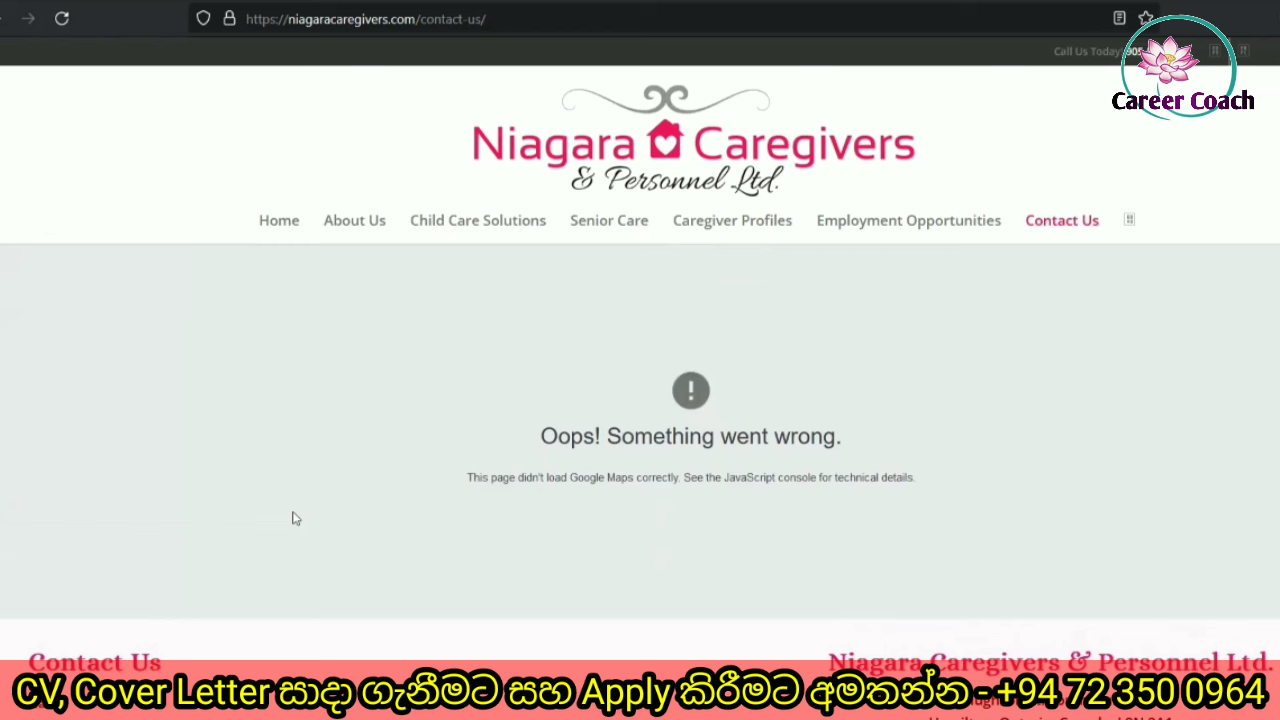 https://niagaracaregivers.com/contact-us/
Call Us Today: 905
Career Coach
Niagara Caregivers
& Personnel Ltd.
Home About Us Child Care Solutions Senior Care Caregiver Profiles Employment Opportunities Contact Us
Oops! Something went wrong.
This page didn't load Google Maps correctly. See the JavaScript console for technical details.
Contact Us
Niagara Caregivers & Personnel Ltd.
CV, Cover Letter සාදා ගැනීමට සහ Apply කිරීමට අමතන්න - +94 72 350 0964